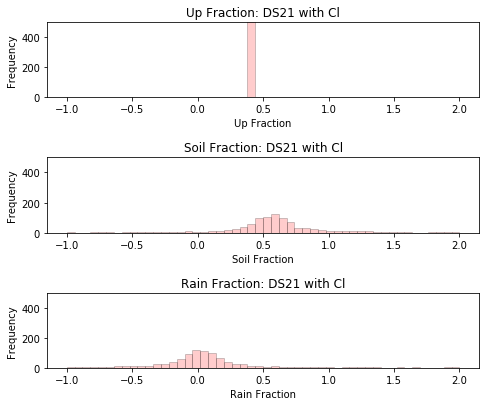 Up Fraction: DS21 with Cl
400
200
0
Frequency
−1.0 −0.5 0.0 0.5 1.0 1.5 2.0
Up Fraction
Soil Fraction: DS21 with Cl
400
200
0
Frequency
−1.0 −0.5 0.0 0.5 1.0 1.5 2.0
Soil Fraction
Rain Fraction: DS21 with Cl
400
200
0
Frequency
−1.0 −0.5 0.0 0.5 1.0 1.5 2.0
Rain Fraction